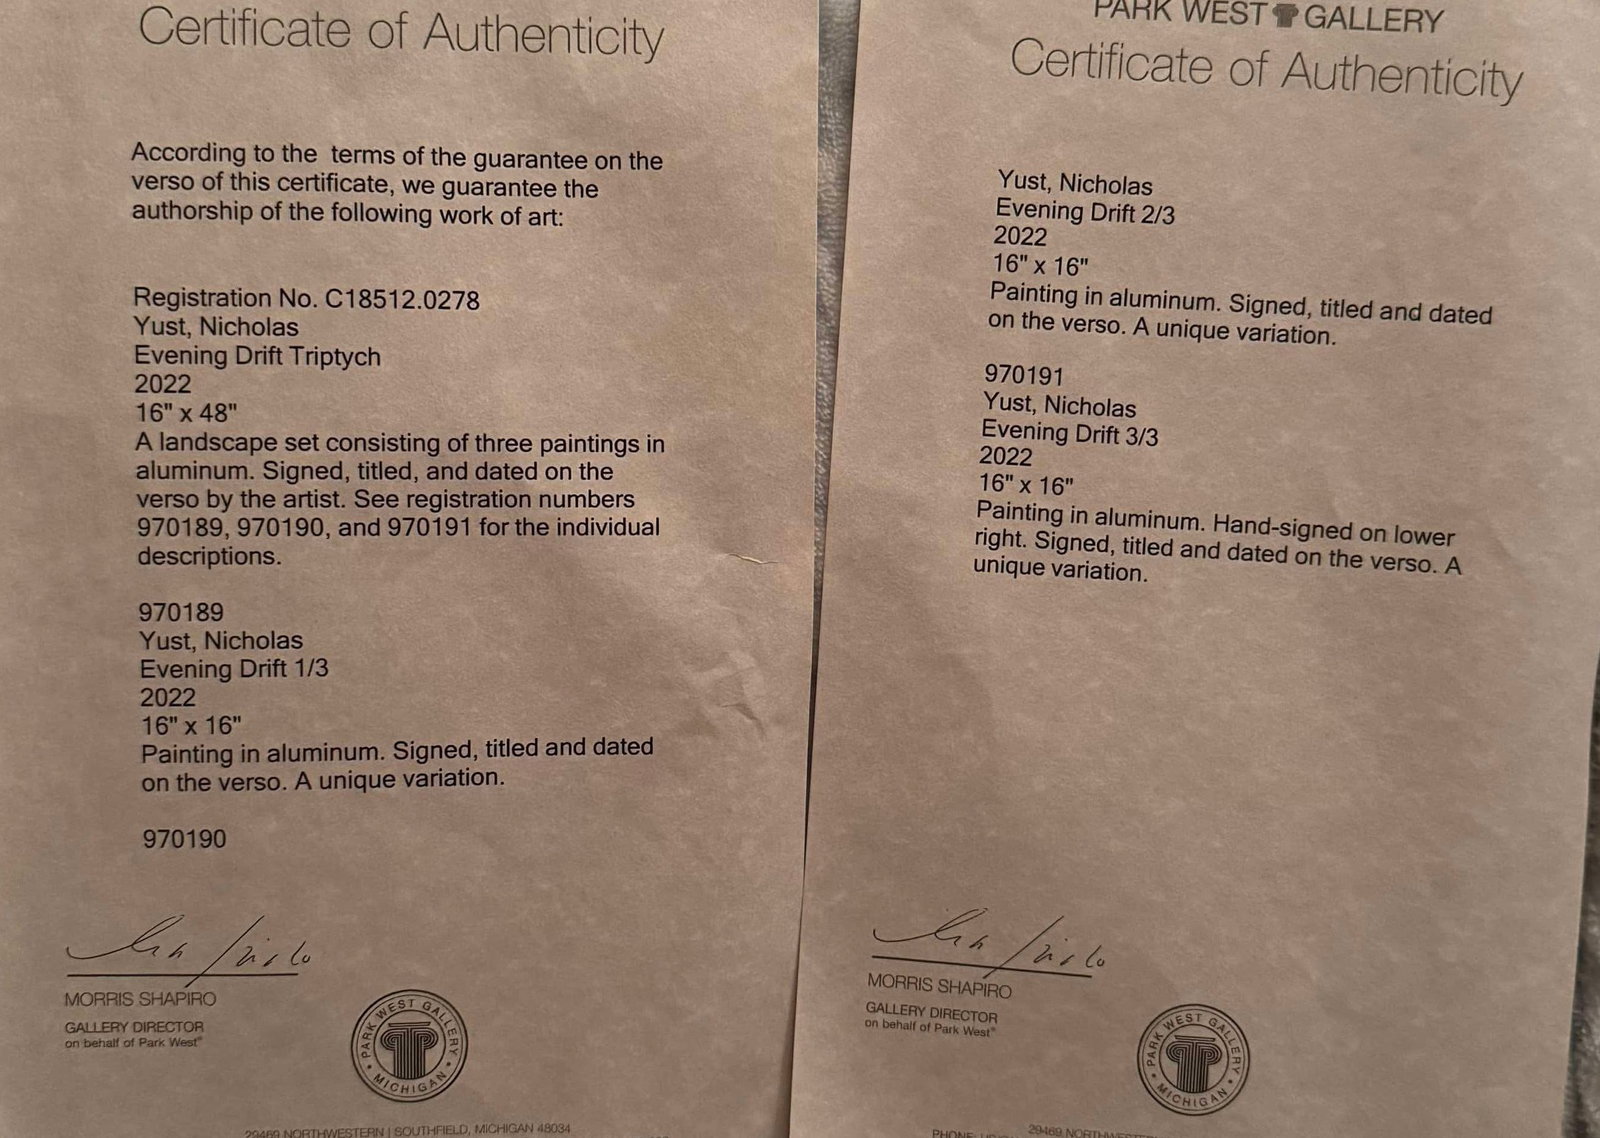 Certificate of Authenticity
According to the terms of the guarantee on the
verso of this certificate, we guarantee the
authorship of the following work of art:
Registration No. C18512.0278
Yust, Nicholas
Evening Drift Triptych
2022
16" x 48"
A landscape set consisting of three paintings in
aluminum. Signed, titled, and dated on the
verso by the artist. See registration numbers
970189, 970190, and 970191 for the individual
descriptions.
970189
Yust, Nicholas
Evening Drift 1/3
2022
16" x 16"
Painting in aluminum. Signed, titled and dated
on the verso. A unique variation.
970190
MORRIS SHAPIRO
GALLERY DIRECTOR
on behalf of Park West®
PARK WEST GALLERY
MICHIGAN
29469 NORTHWESTERN | SOUTHFIELD, MICHIGAN 48034
PARK WEST GALLERY
Certificate of Authenticity
Yust, Nicholas
Evening Drift 2/3
2022
16" x 16"
Painting in aluminum. Signed, titled and dated
on the verso. A unique variation.
970191
Yust, Nicholas
Evening Drift 3/3
2022
16" x 16"
Painting in aluminum. Hand-signed on lower
right. Signed, titled and dated on the verso. A
unique variation.
MORRIS SHAPIRO
GALLERY DIRECTOR
on behalf of Park West®
PARK WEST GALLERY
MICHIGAN
29469
PHONE: